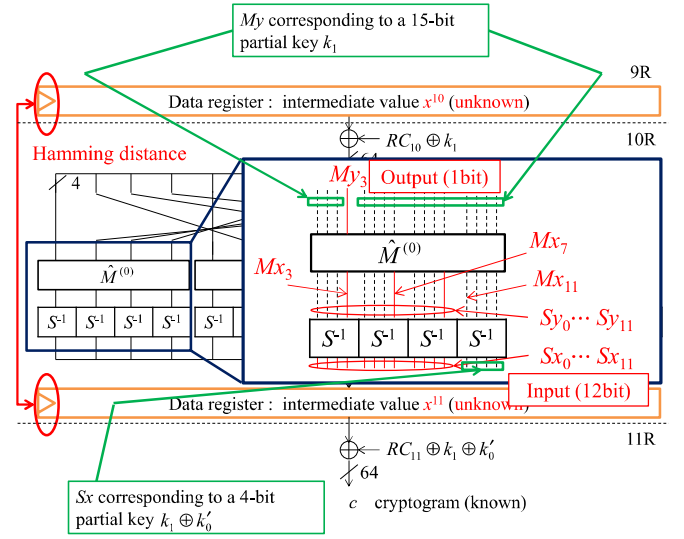 My corresponding to a 15-bit
partial key k₁
9R
Data register : intermediate value x¹⁰ (unknown)
RC₁₀ ⊕ k₁
64
10R
Hamming distance
4
My₃
Output (1bit)
M̂⁽⁰⁾
M̂⁽⁰⁾
Mx₃
Mx₇
Mx₁₁
S⁻¹ S⁻¹ S⁻¹ S⁻¹ S⁻¹ S⁻¹
Sy₀⋯ Sy₁₁
S⁻¹ S⁻¹ S⁻¹ S⁻¹
Sx₀⋯ Sx₁₁
Input (12bit)
Data register : intermediate value x¹¹ (unknown)
11R
RC₁₁ ⊕ k₁ ⊕ k′₀
64
c cryptogram (known)
Sx corresponding to a 4-bit
partial key k₁ ⊕ k′₀